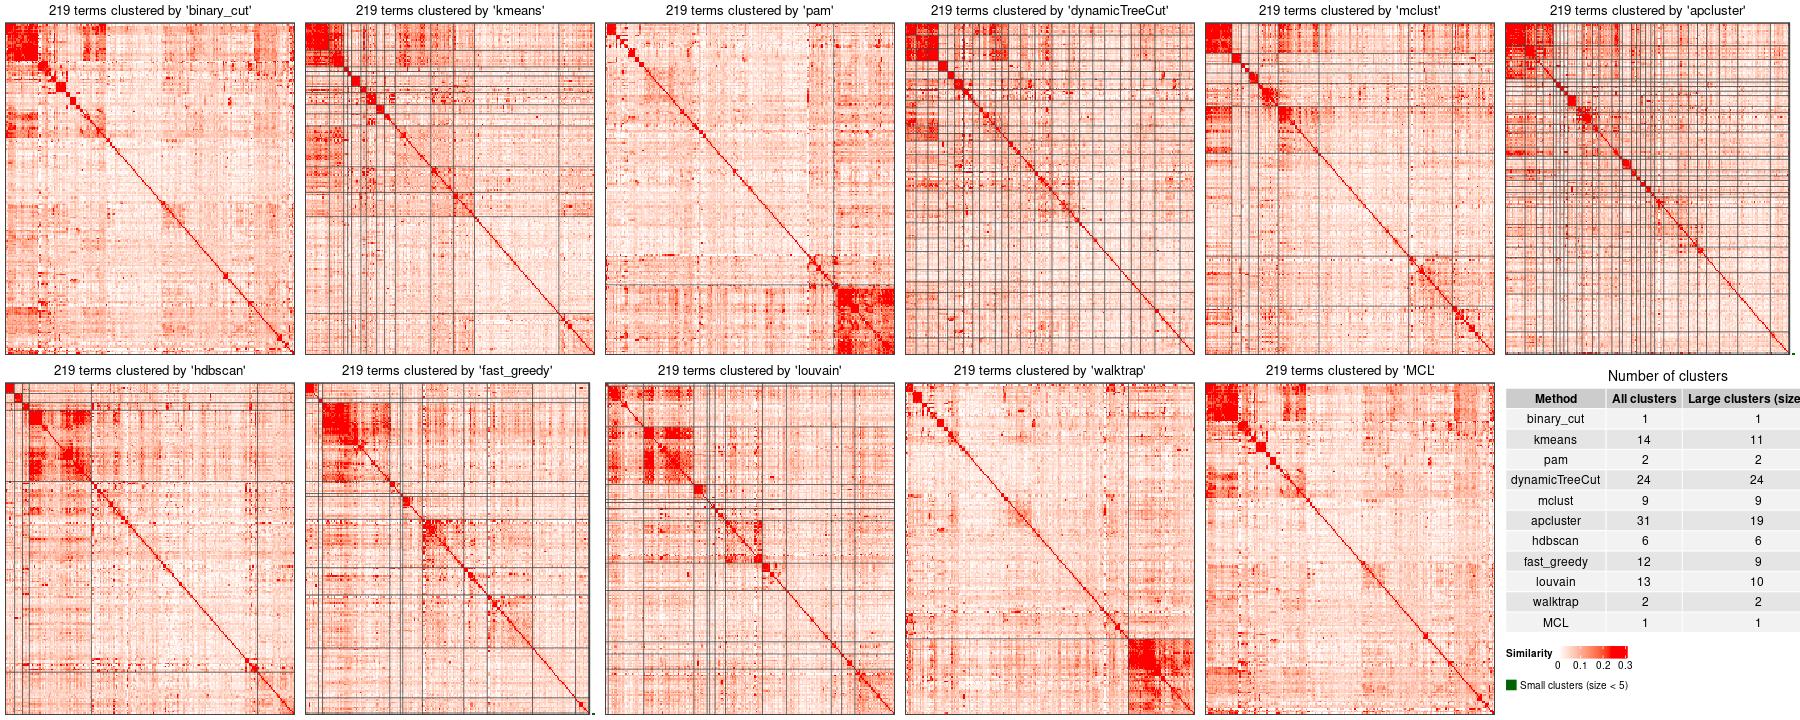 219 terms clustered by 'binary_cut'
219 terms clustered by 'kmeans'
219 terms clustered by 'pam'
219 terms clustered by 'dynamicTreeCut'
219 terms clustered by 'mclust'
219 terms clustered by 'apcluster'
219 terms clustered by 'hdbscan'
219 terms clustered by 'fast_greedy'
219 terms clustered by 'louvain'
219 terms clustered by 'walktrap'
219 terms clustered by 'MCL'
Number of clusters
Method All clusters Large clusters (size
binary_cut 1 1
kmeans 14 11
pam 2 2
dynamicTreeCut 24 24
mclust 9 9
apcluster 31 19
hdbscan 6 6
fast_greedy 12 9
louvain 13 10
walktrap 2 2
MCL 1 1
Similarity
0 0.1 0.2 0.3
Small clusters (size < 5)